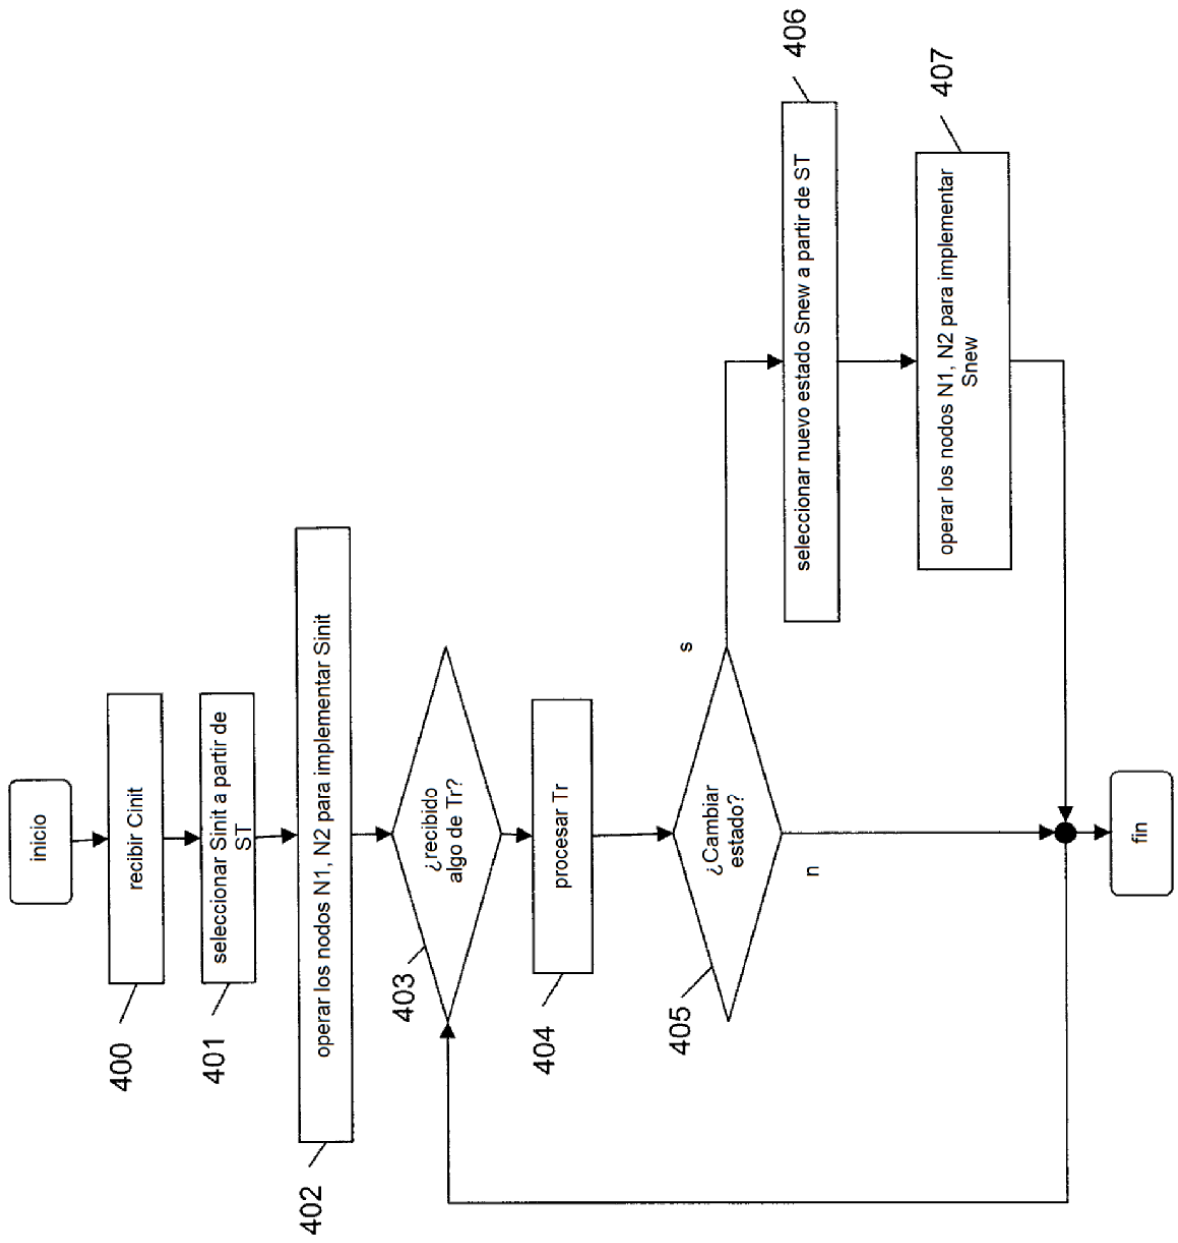 inicio
400
recibir Cinit
401
seleccionar Sinit a partir de
ST
402
operar los nodos N1, N2 para implementar Sinit
403
¿recibido
algo de Tr?
404
procesar Tr
405
¿Cambiar
estado?
s
n
406
seleccionar nuevo estado Snew a partir de ST
407
operar los nodos N1, N2 para implementar
Snew
fin